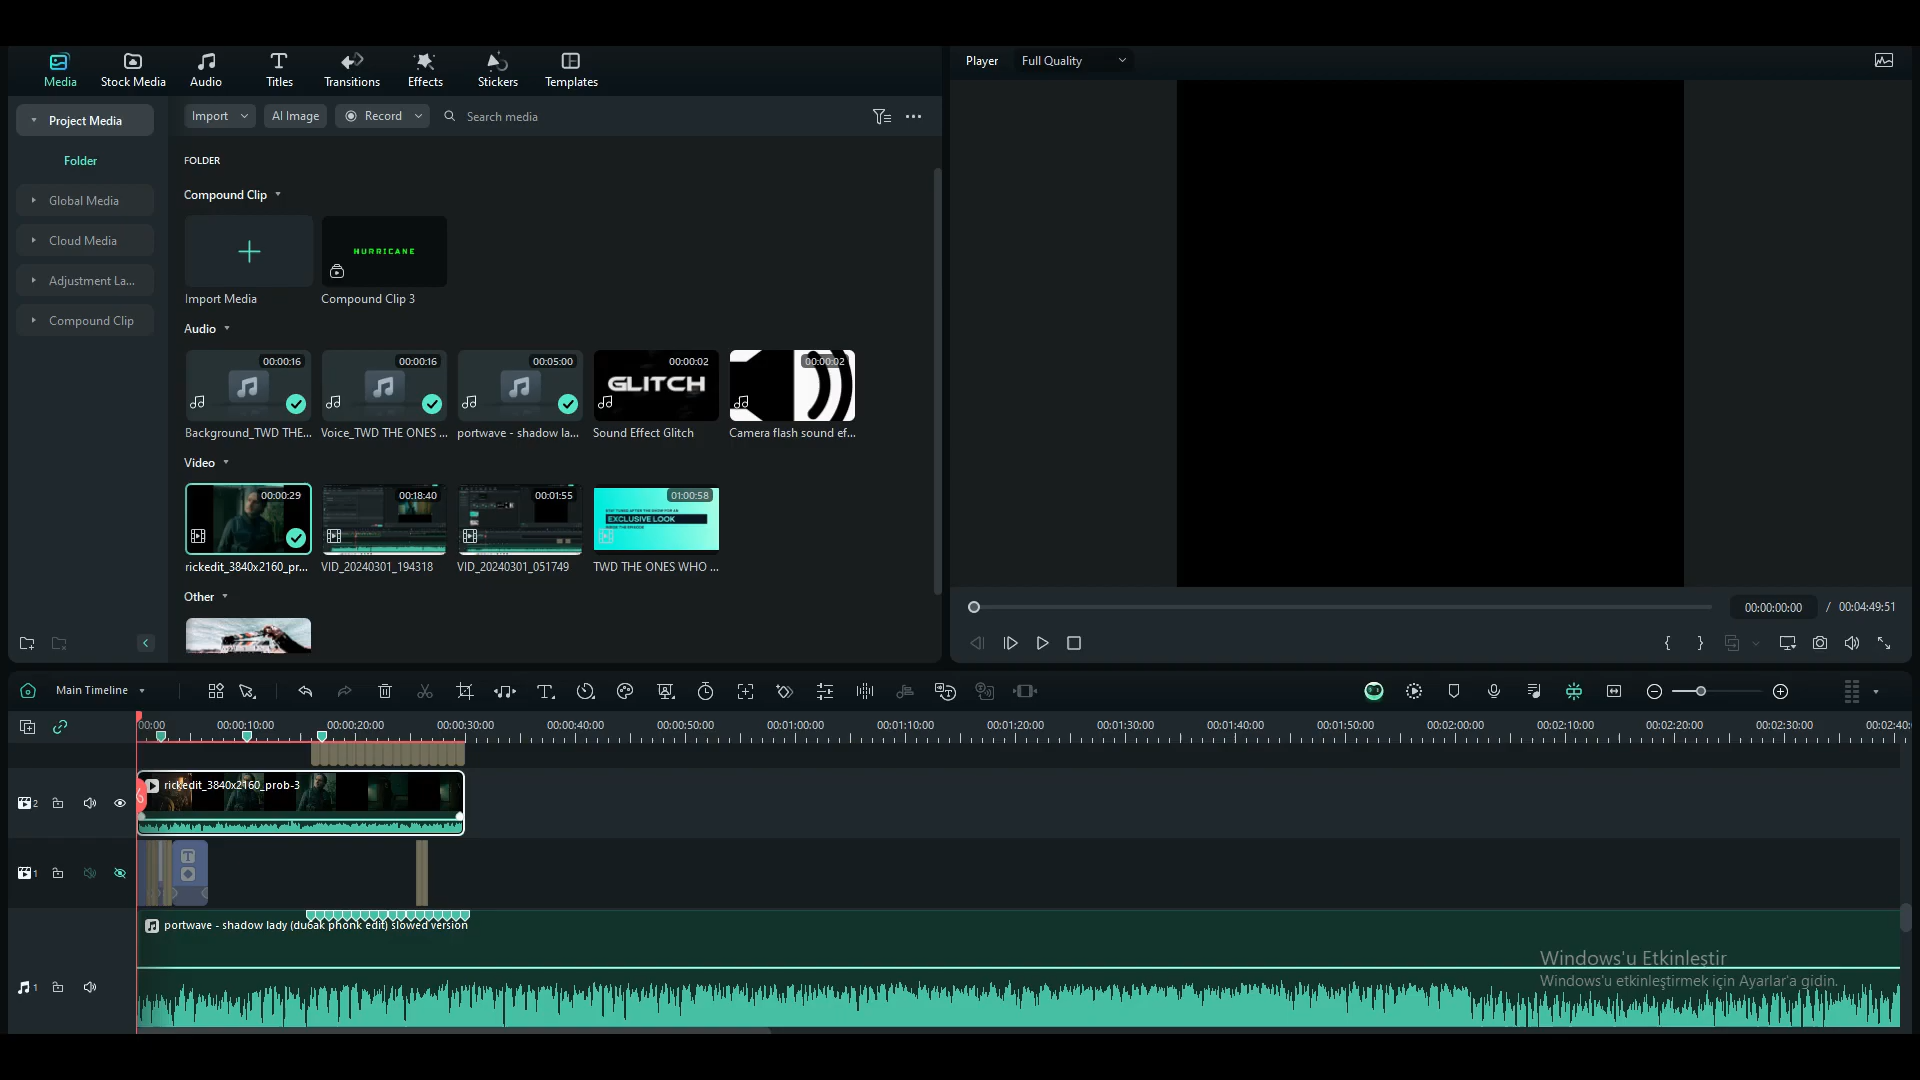 Media
Stock Media
Audio
Titles
Transitions
Effects
Stickers
Templates
Player
Full Quality
Project Media
Import
AI Image
Record
Search media
Folder
FOLDER
Global Media
Compound Clip
Cloud Media
HURRICANE
Adjustment La...
Import Media
Compound Clip 3
Compound Clip
Audio
00:00:16
00:00:16
00:05:00
00:00:02
00:00:02
GLITCH
Background_TWD THE...
Voice_TWD THE ONES ...
portwave - shadow la...
Sound Effect Glitch
Camera flash sound ef...
Video
00:00:29
00:18:40
00:01:55
01:00:58
EXCLUSIVE LOOK
rickedit_3840x2160_pr...
VID_20240301_194318
VID_20240301_051749
TWD THE ONES WHO ...
Other
00:00:00:00
/ 00:04:49:51
Main Timeline
00:00
00:00:10:00
00:00:20:00
00:00:30:00
00:00:40:00
00:00:50:00
00:01:00:00
00:01:10:00
00:01:20:00
00:01:30:00
00:01:40:00
00:01:50:00
00:02:00:00
00:02:10:00
00:02:20:00
00:02:30:00
00:02:40:
rickedit_3840x2160_prob-3
2
1
T
portwave - shadow lady (dubak phonk edit) slowed version
1
Windows'u Etkinleştir
Windows'u etkinleştirmek için Ayarlar'a gidin.